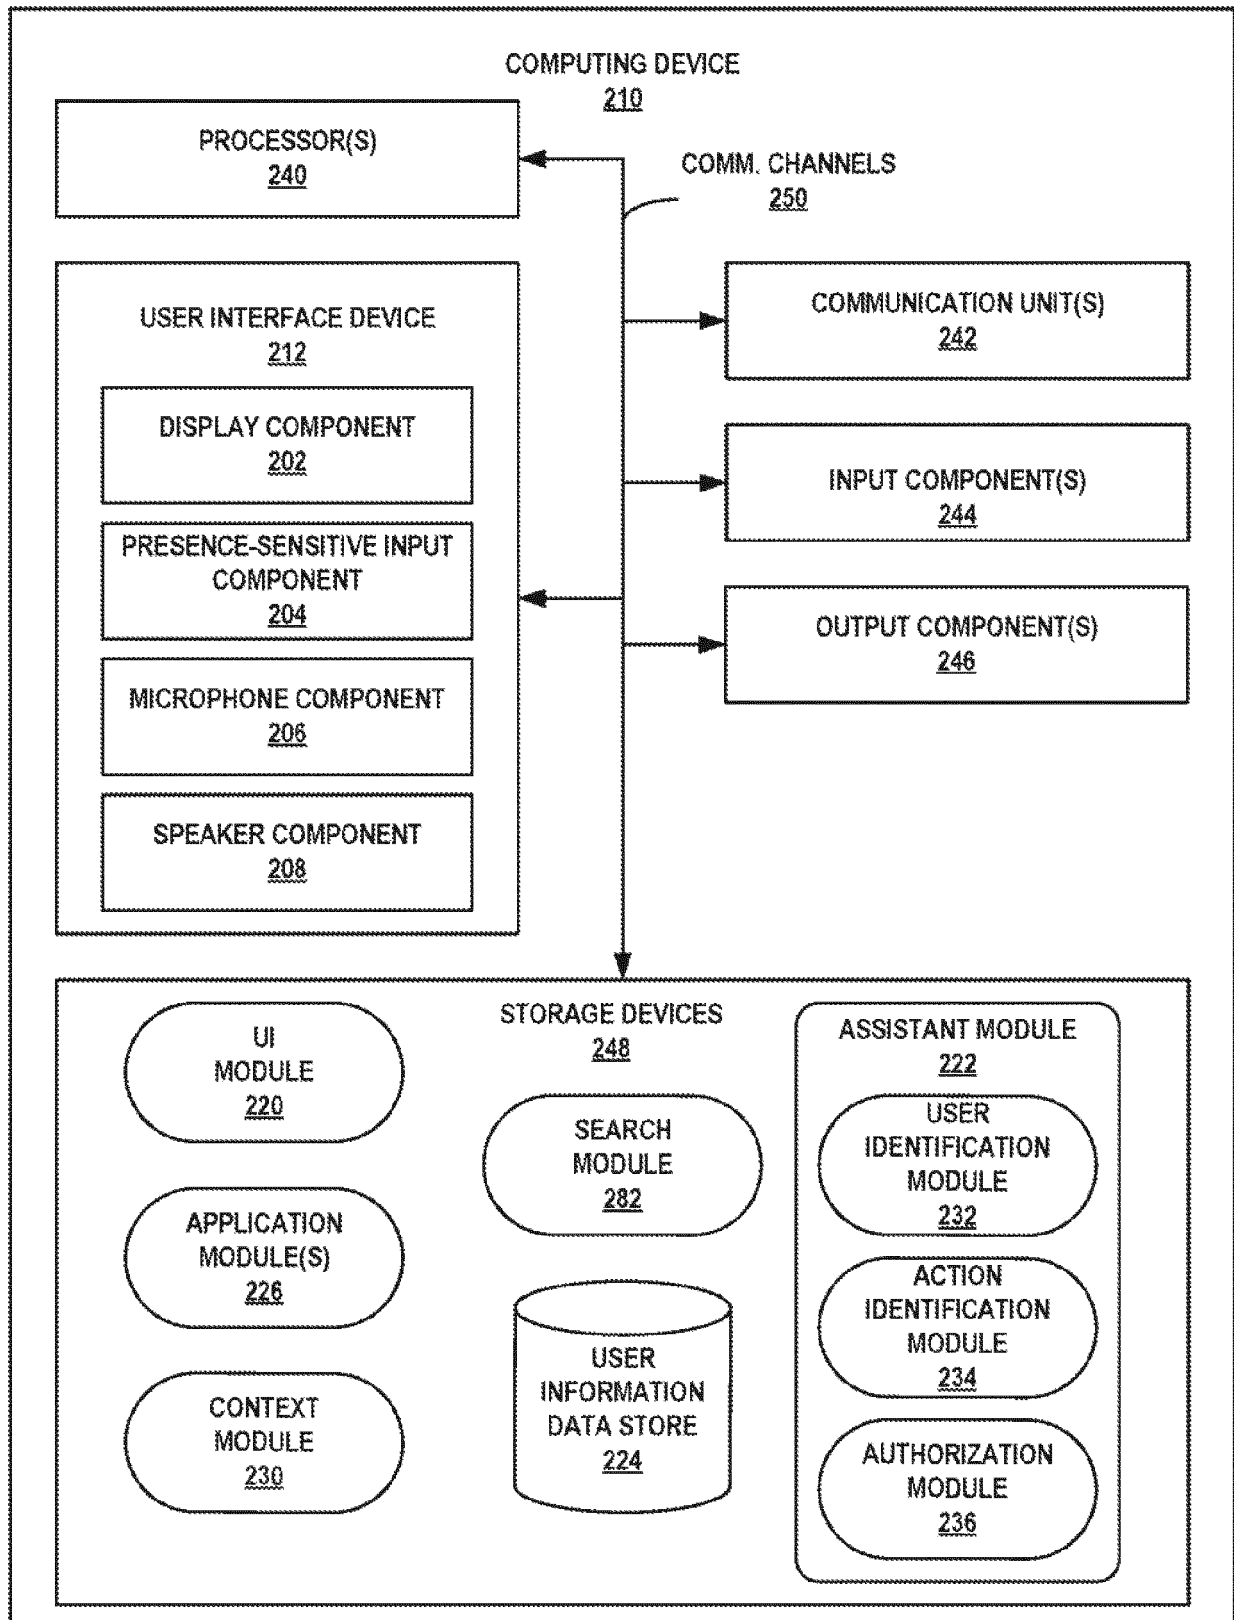 COMPUTING DEVICE
210
PROCESSOR(S)
240
COMM. CHANNELS
250
USER INTERFACE DEVICE
212
DISPLAY COMPONENT
202
PRESENCE-SENSITIVE INPUT
COMPONENT
204
MICROPHONE COMPONENT
206
SPEAKER COMPONENT
208
COMMUNICATION UNIT(S)
242
INPUT COMPONENT(S)
244
OUTPUT COMPONENT(S)
246
STORAGE DEVICES
248
UI
MODULE
220
APPLICATION
MODULE(S)
226
CONTEXT
MODULE
230
SEARCH
MODULE
282
USER
INFORMATION
DATA STORE
224
ASSISTANT MODULE
222
USER
IDENTIFICATION
MODULE
232
ACTION
IDENTIFICATION
MODULE
234
AUTHORIZATION
MODULE
236